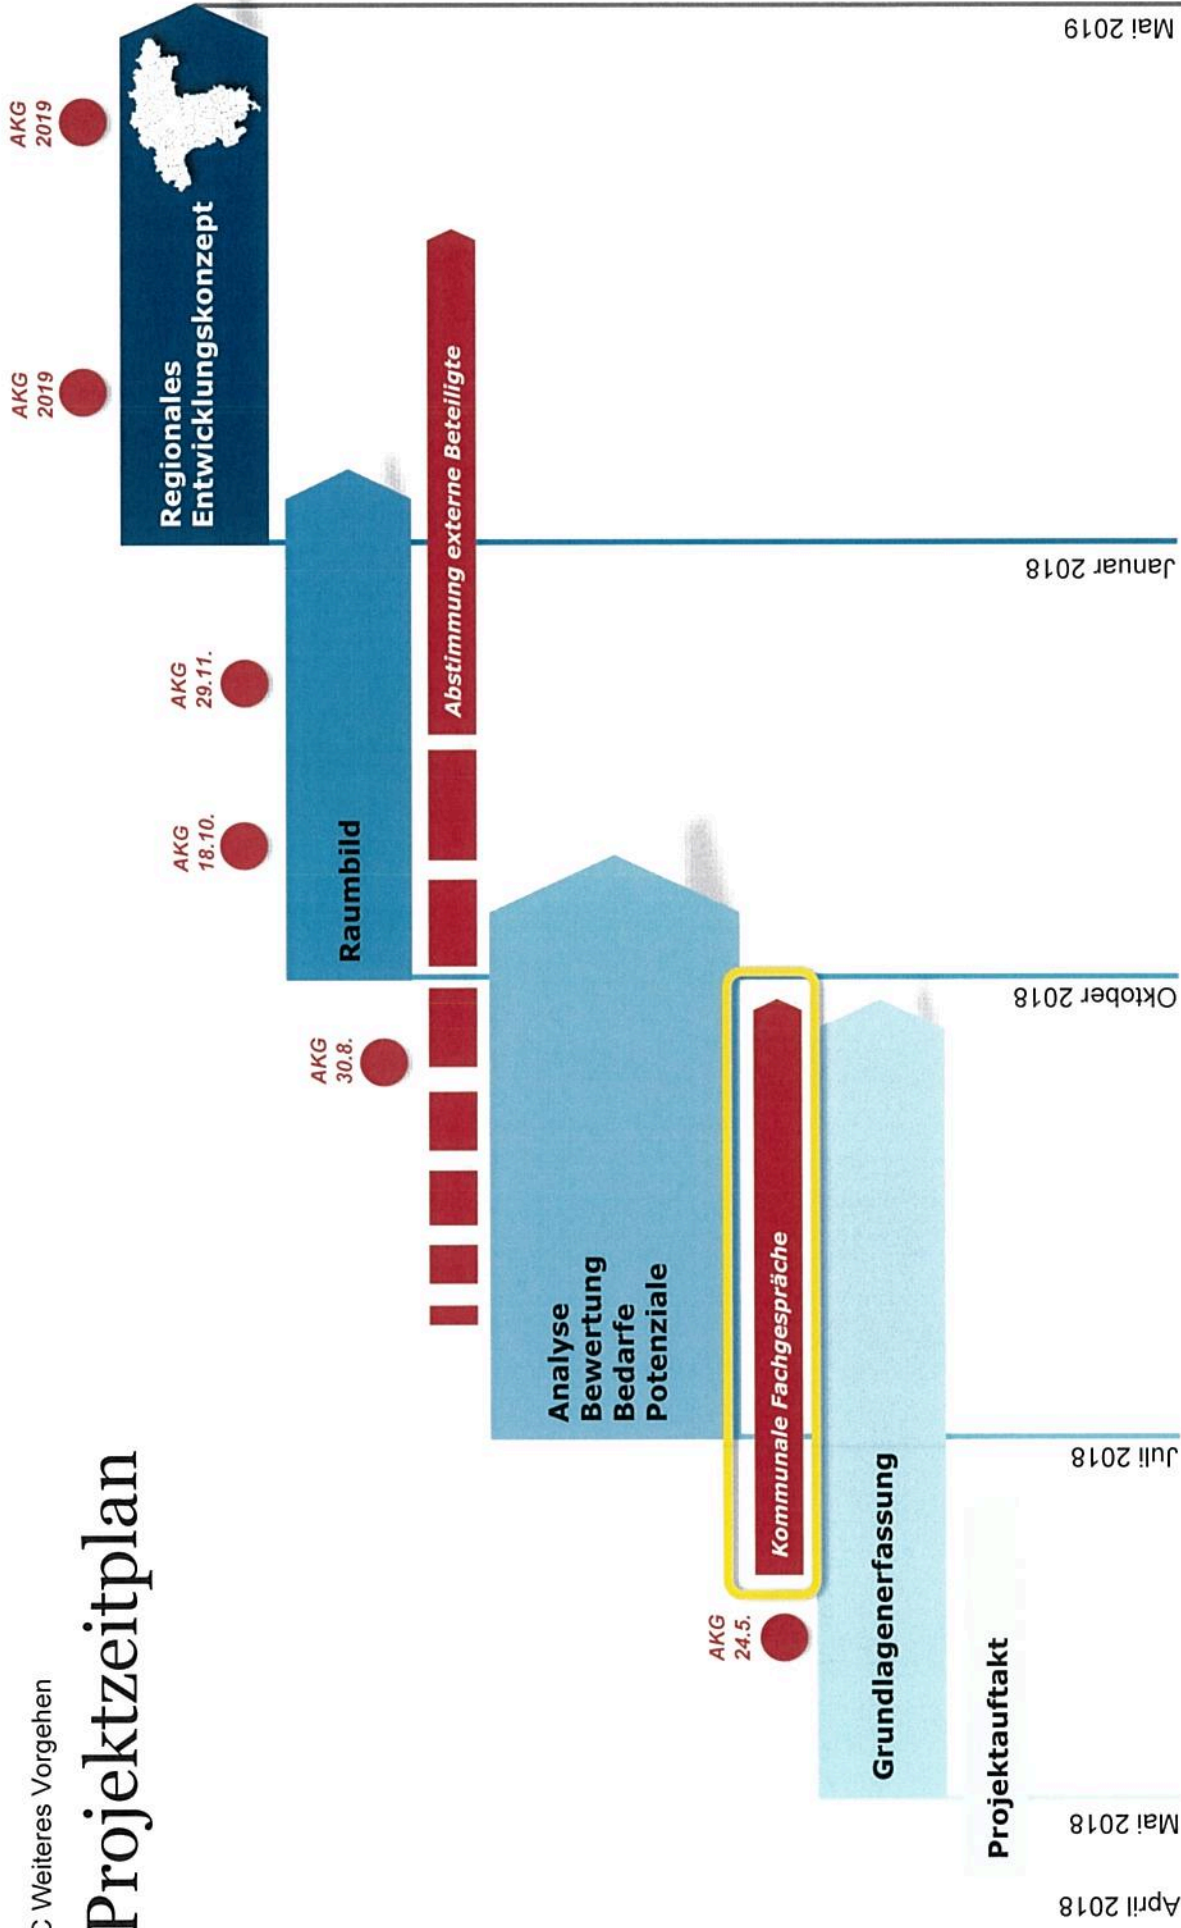 C Weiteres Vorgehen
Projektzeitplan
AKG
2019
AKG
2019
Regionales
Entwicklungskonzept
AKG
29.11.
AKG
18.10.
Raumbild
Abstimmung externe Beteiligte
AKG
30.8.
Analyse
Bewertung
Bedarfe
Potenziale
Kommunale Fachgespräche
AKG
24.5.
Grundlagenerfassung
Projektauftakt
April 2018
Mai 2018
Juli 2018
Oktober 2018
Januar 2018
Mai 2019